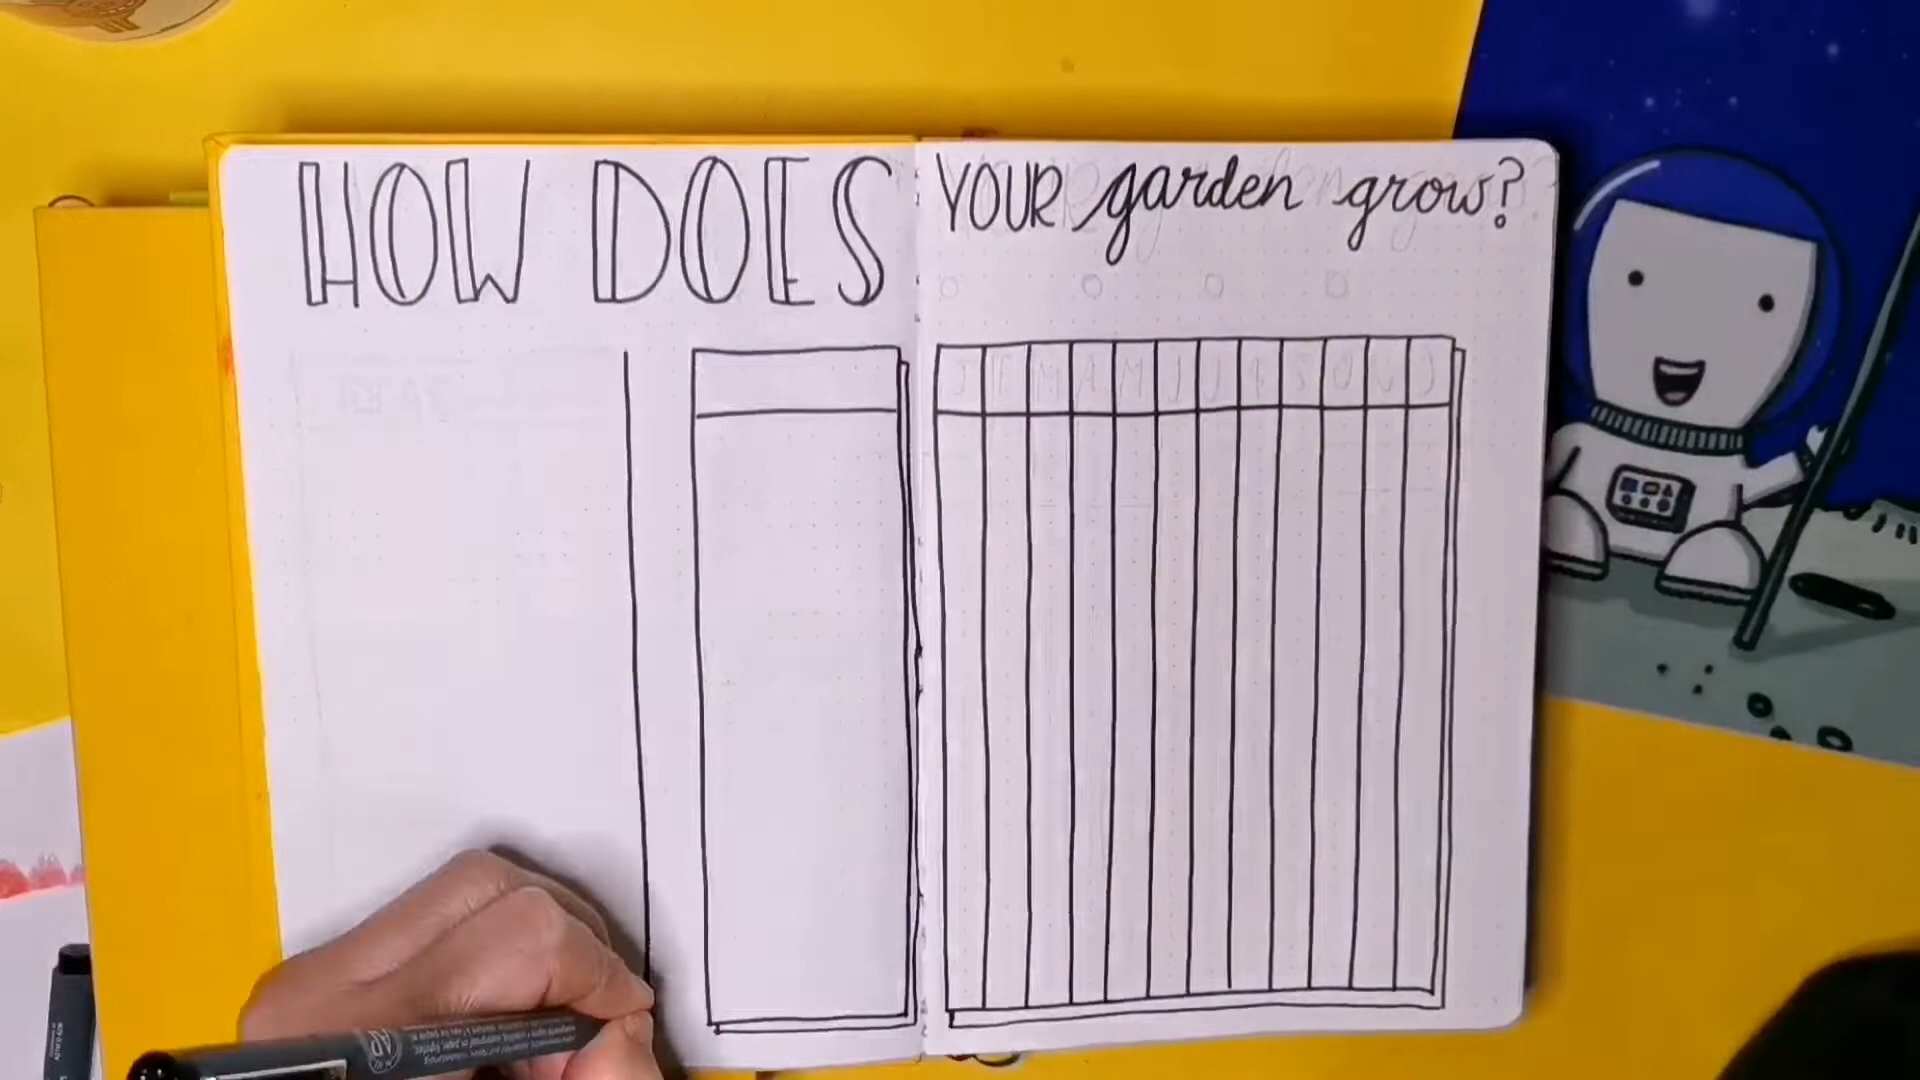 HOW DOES YOUR garden grow?
J F M A M J J A S O N D